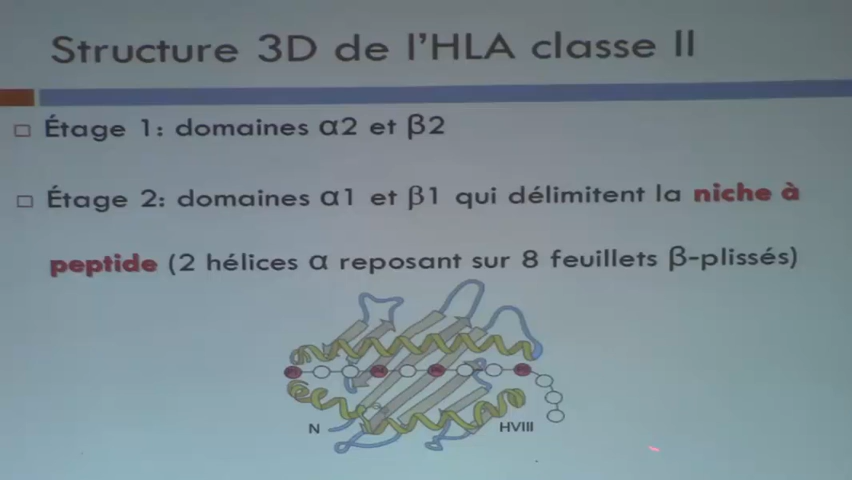 Structure 3D de l'HLA classe II
Étage 1: domaines α2 et β2
Étage 2: domaines α1 et β1 qui délimitent la niche à
peptide (2 hélices α reposant sur 8 feuillets β-plissés)
N
HVIII